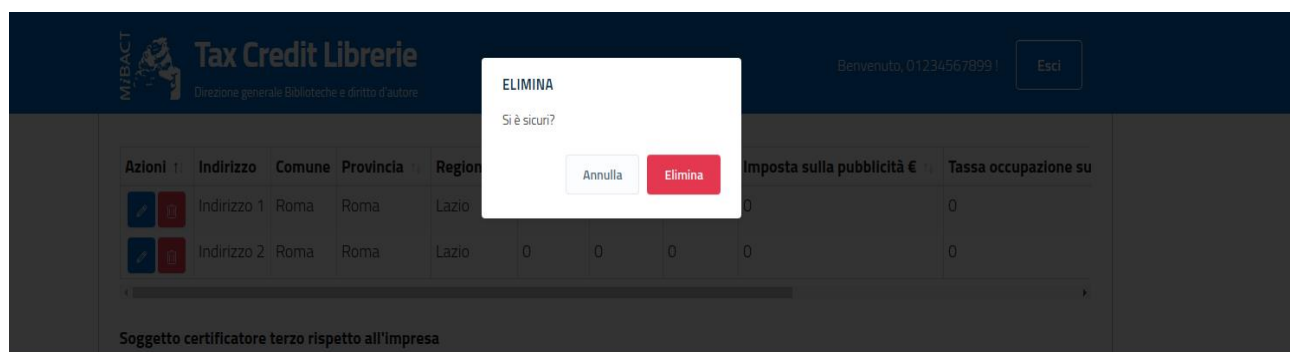 MiBACT
Tax Credit Librerie
Direzione generale Biblioteche e diritto d'autore
Benvenuto, 012345678991
Esci
ELIMINA
Si è sicuri?
Annulla
Elimina
Azioni Indirizzo Comune Provincia Region Imposta sulla pubblicità € Tassa occupazione su
Indirizzo 1 Roma Roma Lazio 0 0
Indirizzo 2 Roma Roma Lazio 0 0 0 0 0
Soggetto certificatore terzo rispetto all'impresa